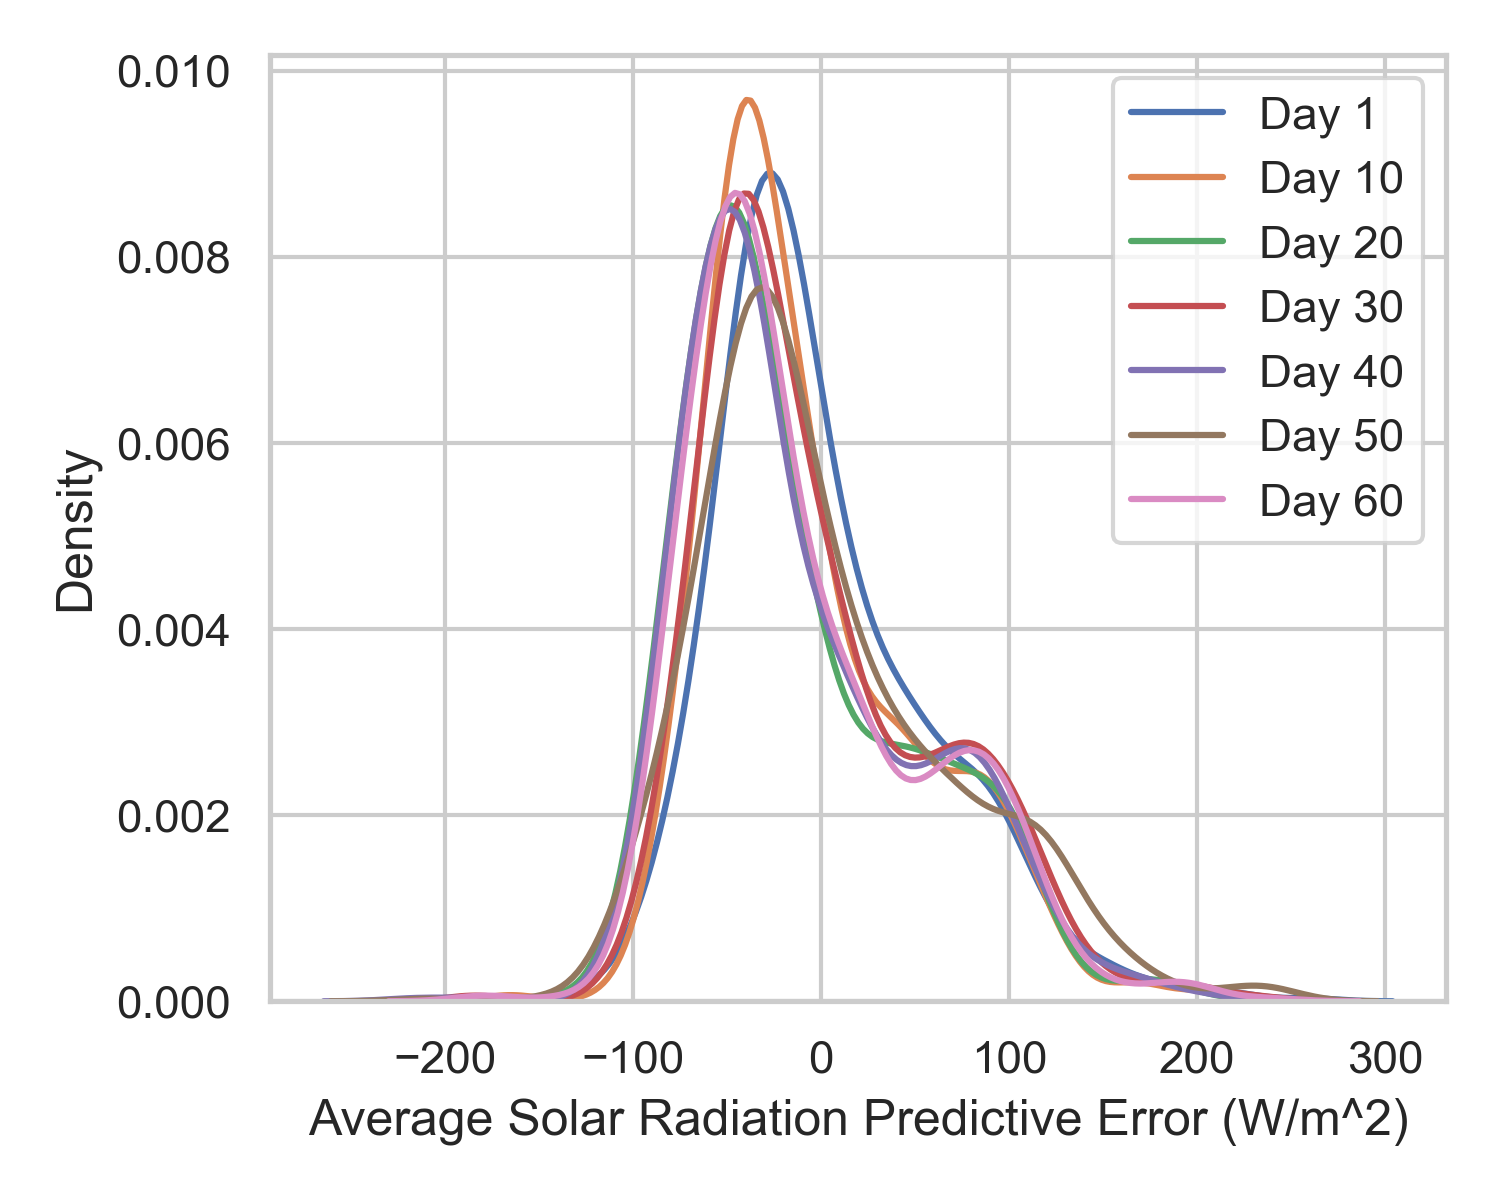 0.010
0.008
0.006
0.004
0.002
0.000
Density
Day 1
Day 10
Day 20
Day 30
Day 40
Day 50
Day 60
−200 −100 0 100 200 300
Average Solar Radiation Predictive Error (W/m^2)